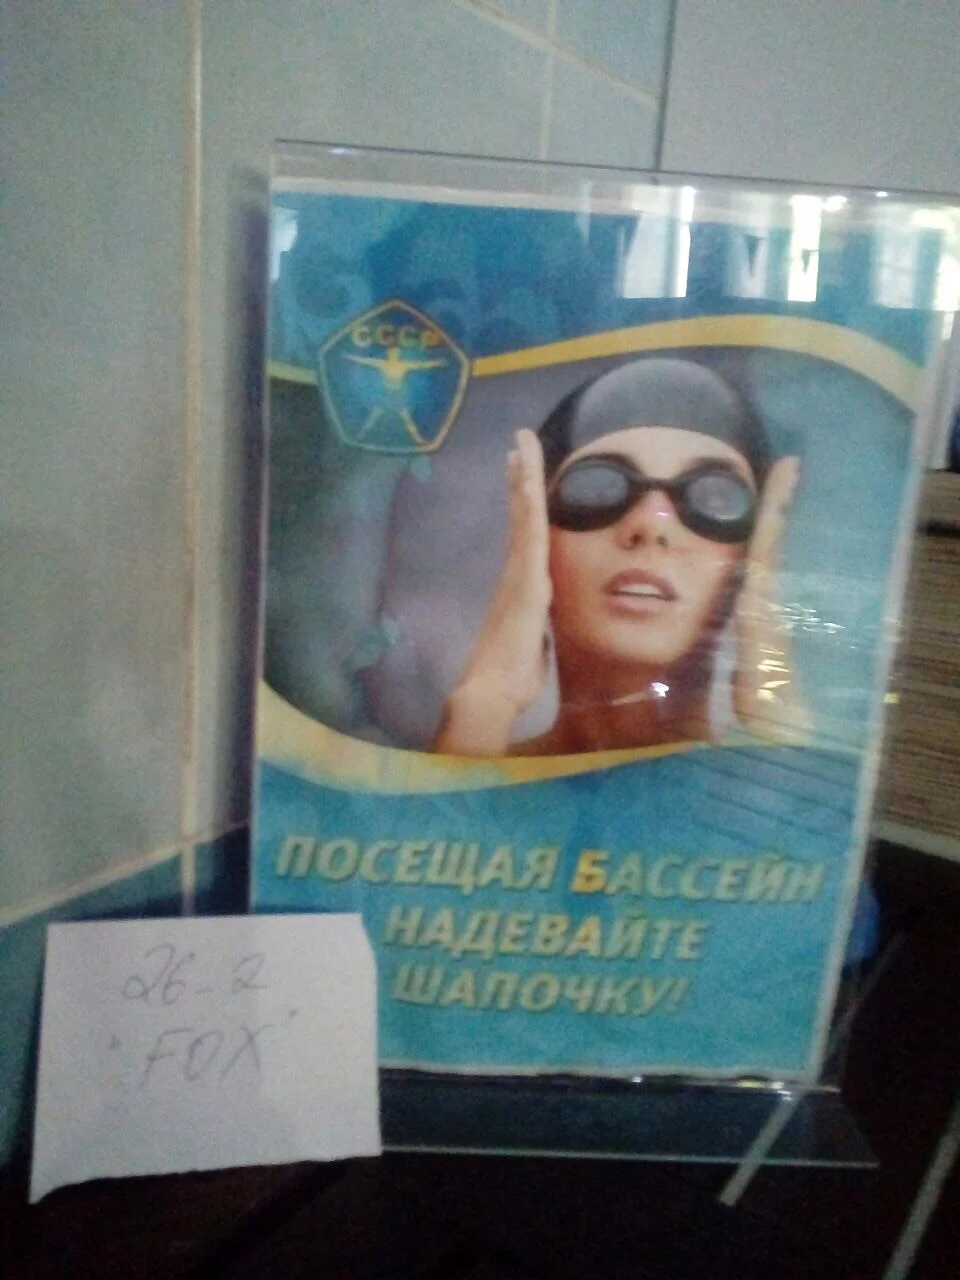 СССР
ПОСЕЩАЯ БАССЕЙН
НАДЕВАЙТЕ
ШАПОЧКУ!
26-2
"FOX"